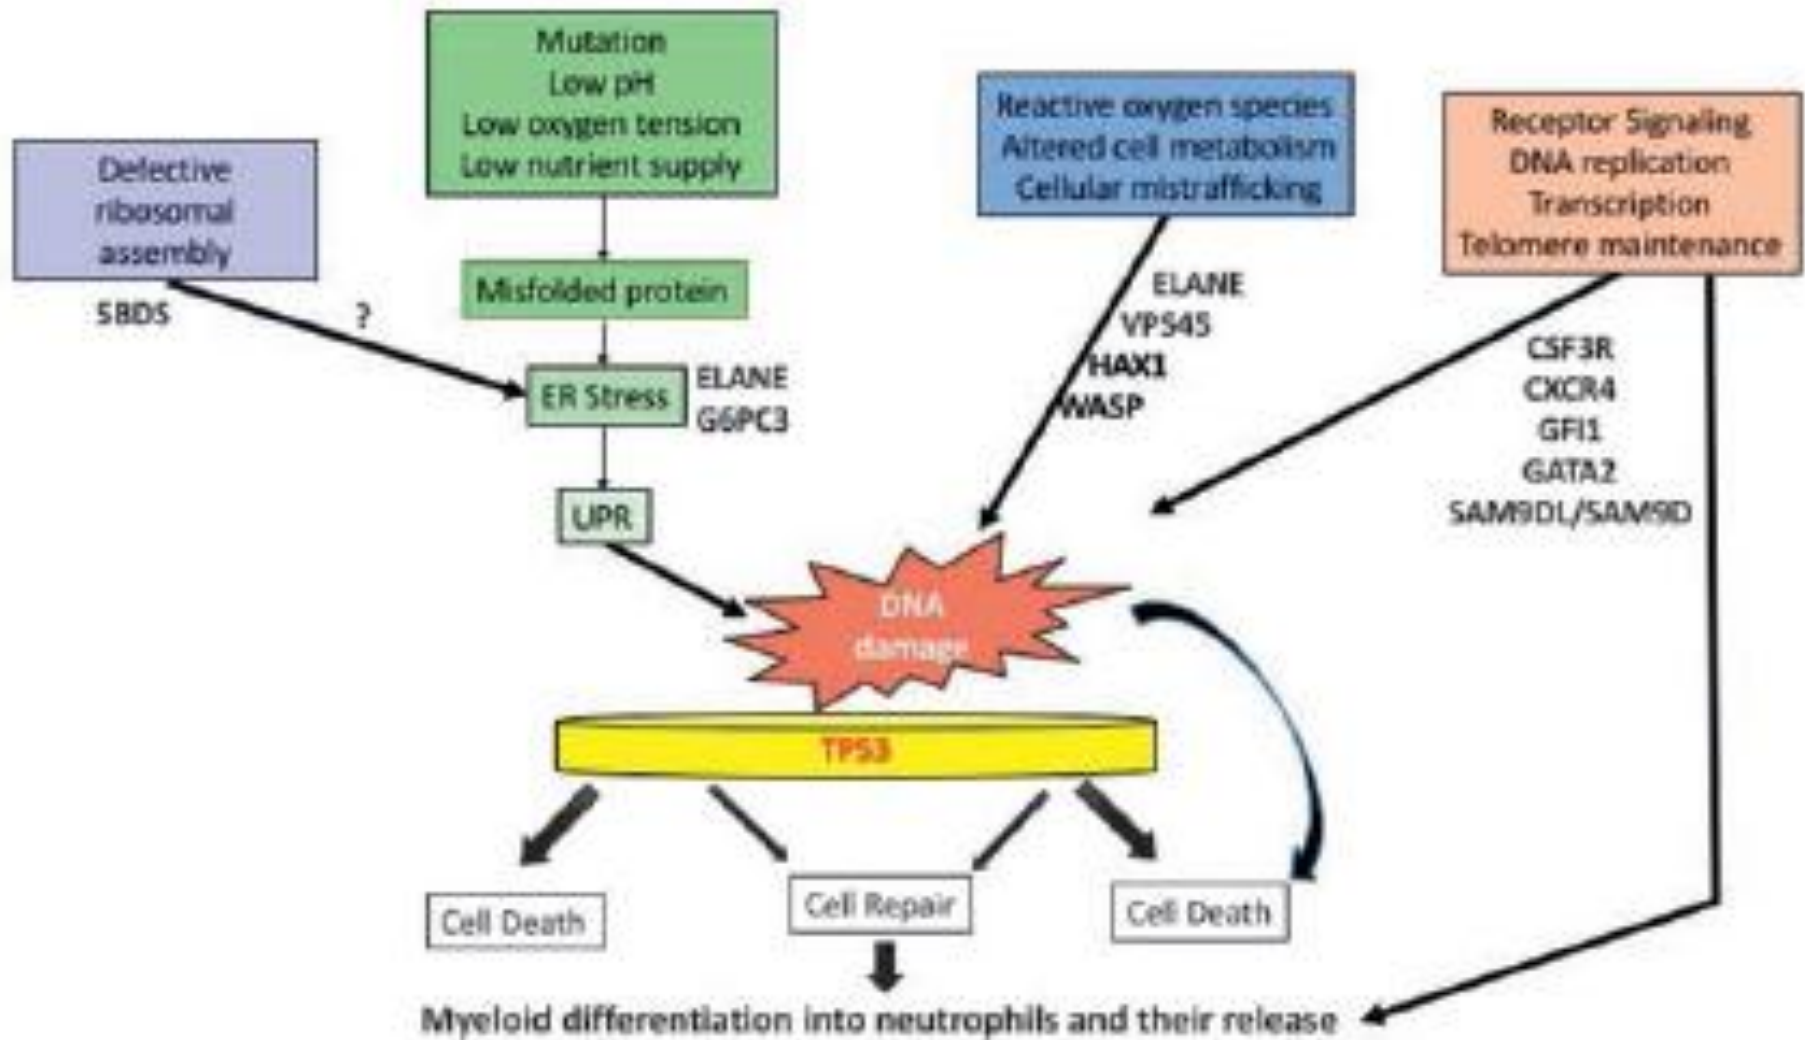 Mutation
Low pH
Low oxygen tension
Low nutrient supply
Reactive oxygen species
Altered cell metabolism
Cellular mistrafficking
Receptor Signaling
DNA replication
Transcription
Telomere maintenance
Defective
ribosomal
assembly
SBDS
?
Misfolded protein
ER Stress
ELANE
G6PC3
UPR
ELANE
VPS45
HAX1
WASP
CSF3R
CXCR4
GFI1
GATA2
SAM9DL/SAM9D
DNA
damage
TP53
Cell Death
Cell Repair
Cell Death
Myeloid differentiation into neutrophils and their release